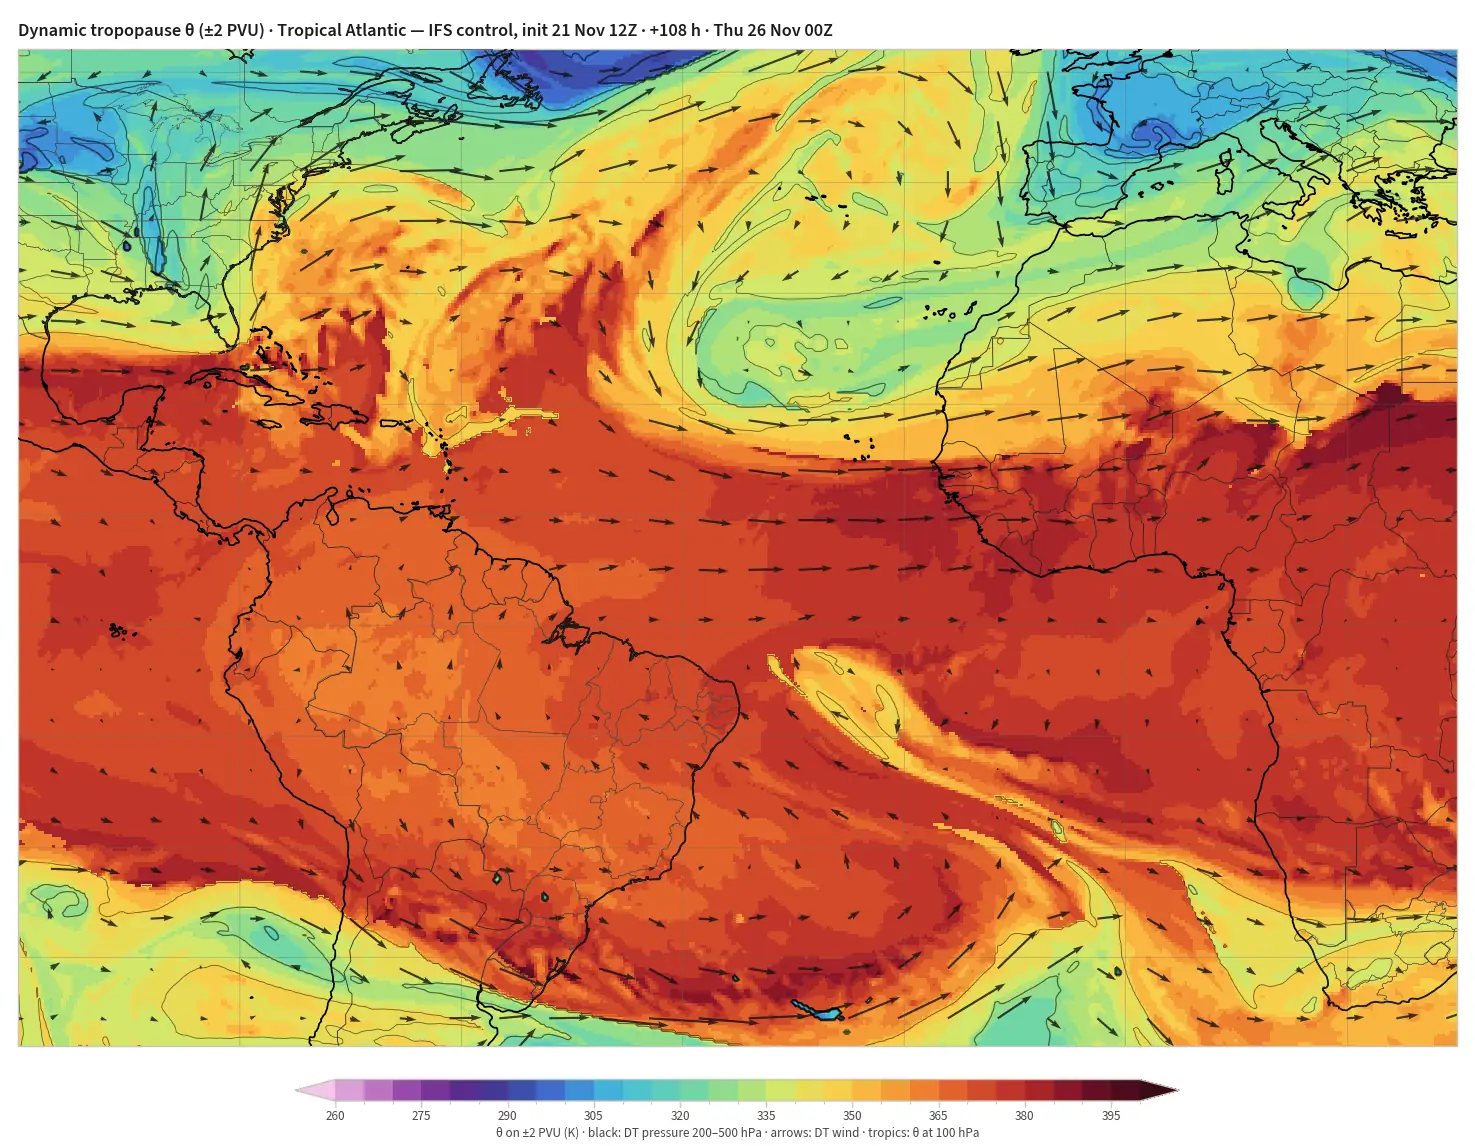 Dynamic tropopause θ (±2 PVU) · Tropical Atlantic — IFS control, init 21 Nov 12Z · +108 h · Thu 26 Nov 00Z
260 275 290 305 320 335 350 365 380 395
θ on ±2 PVU (K) · black: DT pressure 200–500 hPa · arrows: DT wind · tropics: θ at 100 hPa